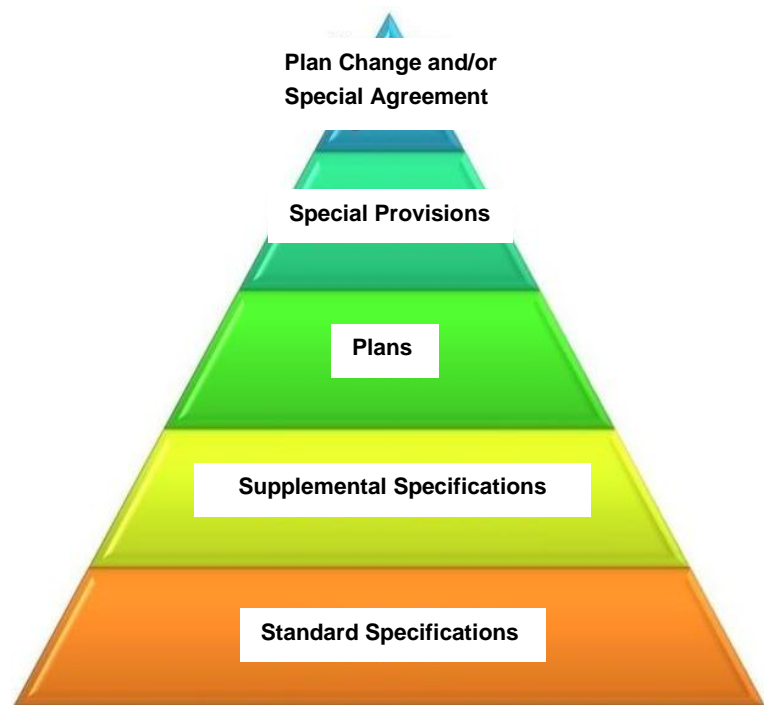 Plan Change and/or
Special Agreement
Special Provisions
Plans
Supplemental Specifications
Standard Specifications